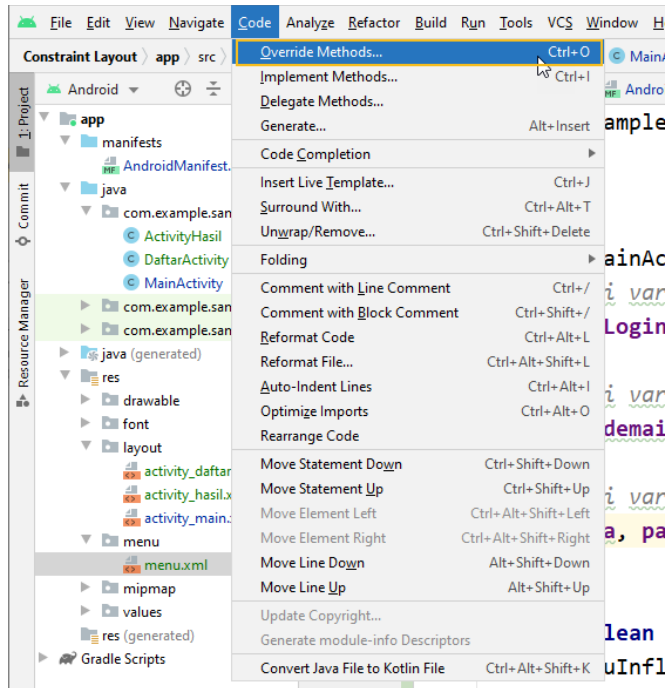 File Edit View Navigate Code Analyze Refactor Build Run Tools VCS Window
Constraint Layout app src
Android
1: Project
Commit
Resource Manager
app
manifests
AndroidManifest.
java
com.example.san
ActivityHasil
DaftarActivity
MainActivity
com.example.san
com.example.san
java (generated)
res
drawable
font
layout
activity_daftar
activity_hasil.x
activity_main.
menu
menu.xml
mipmap
values
res (generated)
Gradle Scripts
Override Methods... Ctrl+O
Implement Methods... Ctrl+I
Delegate Methods...
Generate... Alt+Insert
Code Completion
Insert Live Template... Ctrl+J
Surround With... Ctrl+Alt+T
Unwrap/Remove... Ctrl+Shift+Delete
Folding
Comment with Line Comment Ctrl+/
Comment with Block Comment Ctrl+Shift+/
Reformat Code Ctrl+Alt+L
Reformat File... Ctrl+Alt+Shift+L
Auto-Indent Lines Ctrl+Alt+I
Optimize Imports Ctrl+Alt+O
Rearrange Code
Move Statement Down Ctrl+Shift+Down
Move Statement Up Ctrl+Shift+Up
Move Element Left Ctrl+Alt+Shift+Left
Move Element Right Ctrl+Alt+Shift+Right
Move Line Down Alt+Shift+Down
Move Line Up Alt+Shift+Up
Update Copyright...
Generate module-info Descriptors
Convert Java File to Kotlin File Ctrl+Alt+Shift+K
C MainA
MF Andro
ample
ainAc
i var
Login
i var
demai
i var
a, pa
lean
uInfl